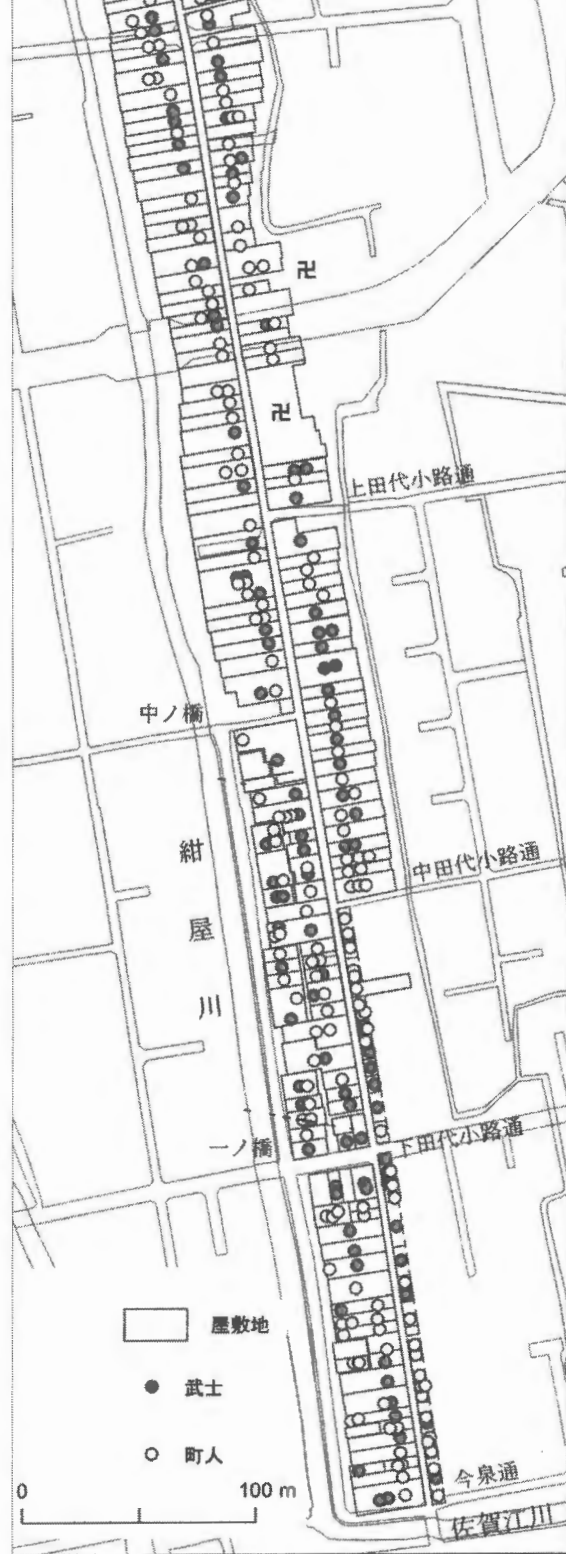 卍
卍
上田代小路通
中ノ橋
紺屋川
中田代小路通
一ノ橋
下田代小路通
屋敷地
武士
町人
0 100 m
今泉通
佐賀江川